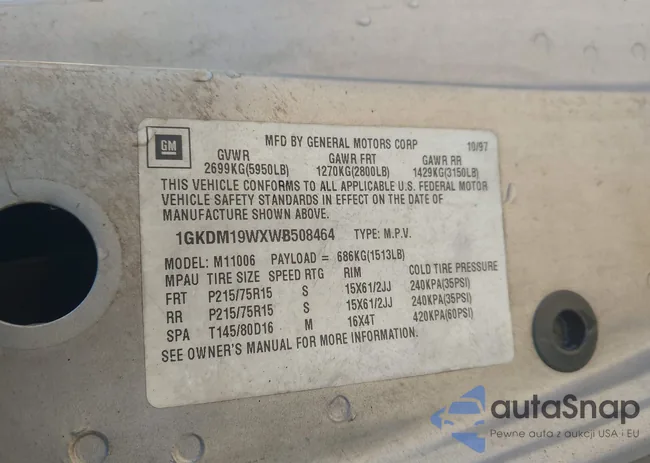 GM
MFD BY GENERAL MOTORS CORP 10/97
GVWR GAWR FRT GAWR RR
2699KG(5950LB) 1270KG(2800LB) 1429KG(3150LB)
THIS VEHICLE CONFORMS TO ALL APPLICABLE U.S. FEDERAL MOTOR
VEHICLE SAFETY STANDARDS IN EFFECT ON THE DATE OF
MANUFACTURE SHOWN ABOVE.
1GKDM19WXWB508464 TYPE: M.P.V.
MODEL: M11006 PAYLOAD = 686KG(1513LB)
MPAU TIRE SIZE SPEED RTG RIM COLD TIRE PRESSURE
FRT P215/75R15 S 15X61/2JJ 240KPA(35PSI)
RR P215/75R15 S 15X61/2JJ 240KPA(35PSI)
SPA T145/80D16 M 16X4T 420KPA(60PSI)
SEE OWNER'S MANUAL FOR MORE INFORMATION.
autaSnap
Pewne auta z aukcji USA i EU